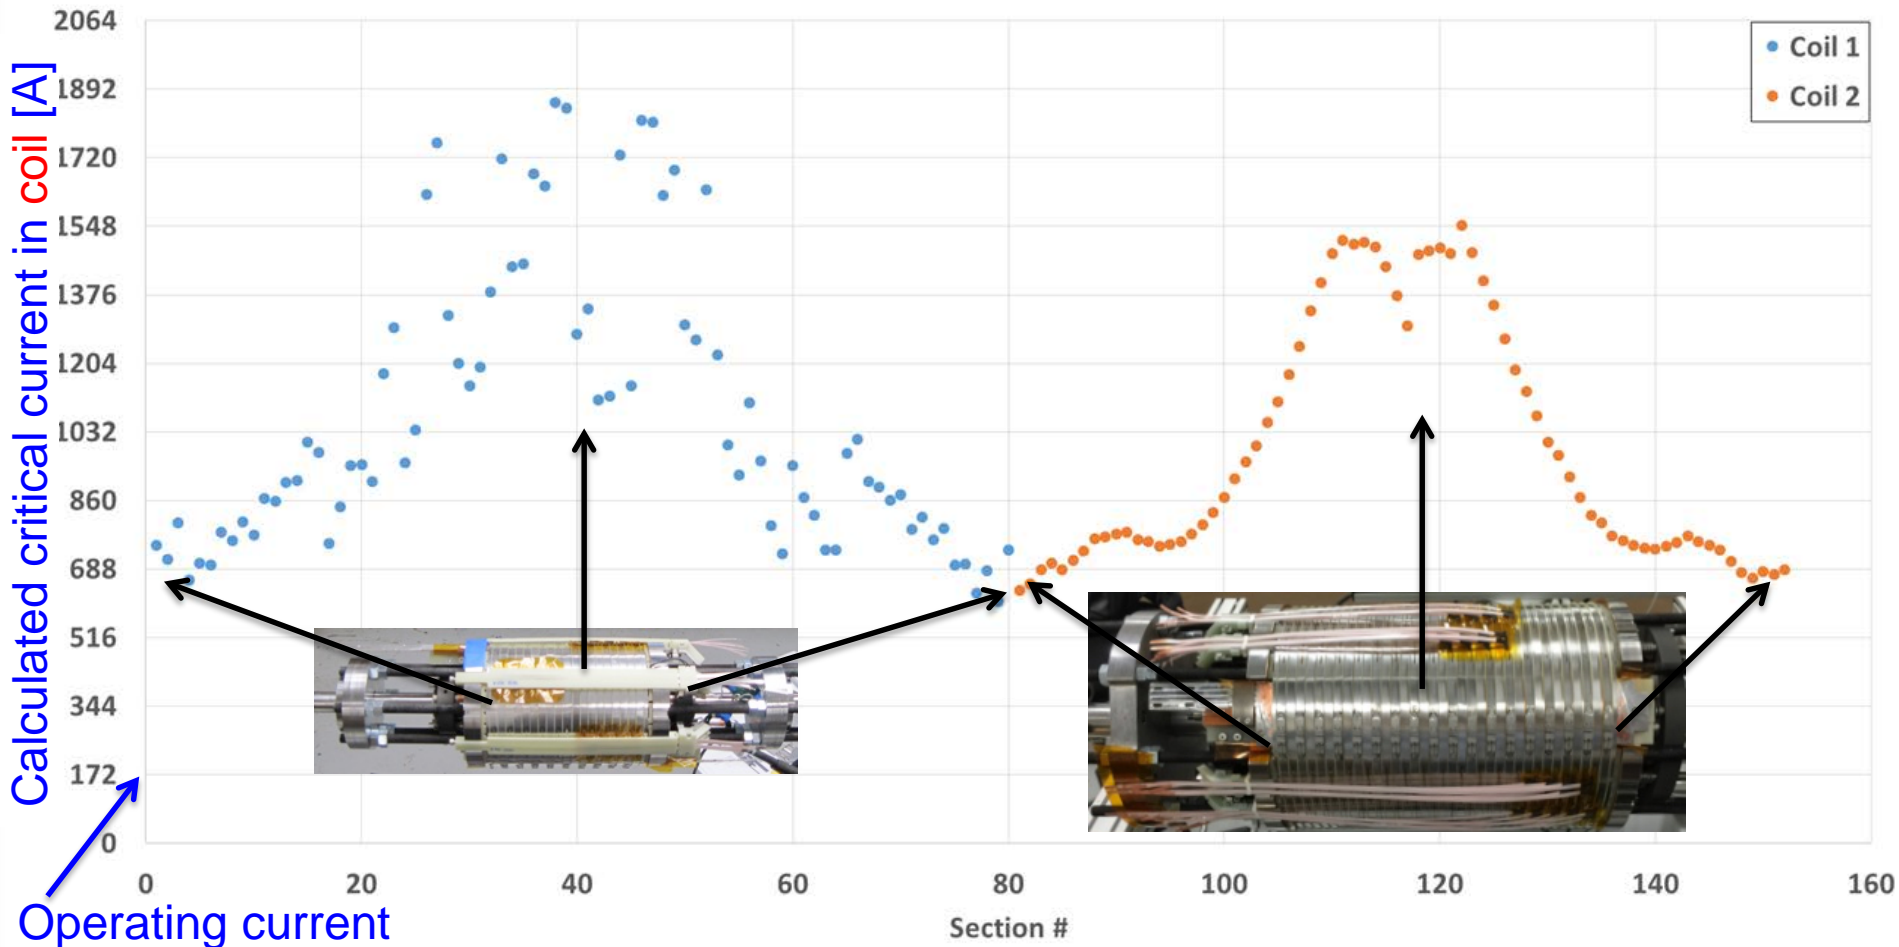 Calculated critical current in coil [A]
2064
1892
1720
1548
1376
1204
1032
860
688
516
344
172
0
Coil 1
Coil 2
0 20 40 60 80 100 120 140 160
Section #
Operating current